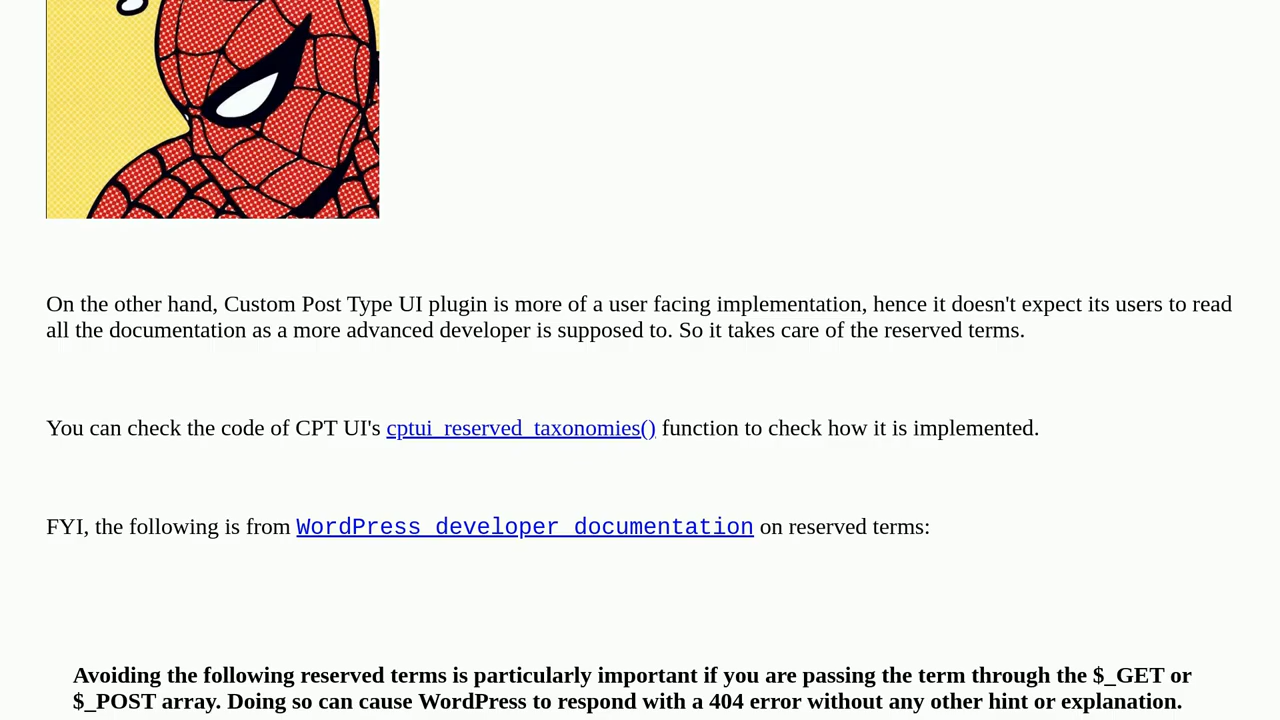 On the other hand, Custom Post Type UI plugin is more of a user facing implementation, hence it doesn't expect its users to read
all the documentation as a more advanced developer is supposed to. So it takes care of the reserved terms.
You can check the code of CPT UI's cptui_reserved_taxonomies() function to check how it is implemented.
FYI, the following is from WordPress developer documentation on reserved terms:
Avoiding the following reserved terms is particularly important if you are passing the term through the $_GET or
$_POST array. Doing so can cause WordPress to respond with a 404 error without any other hint or explanation.